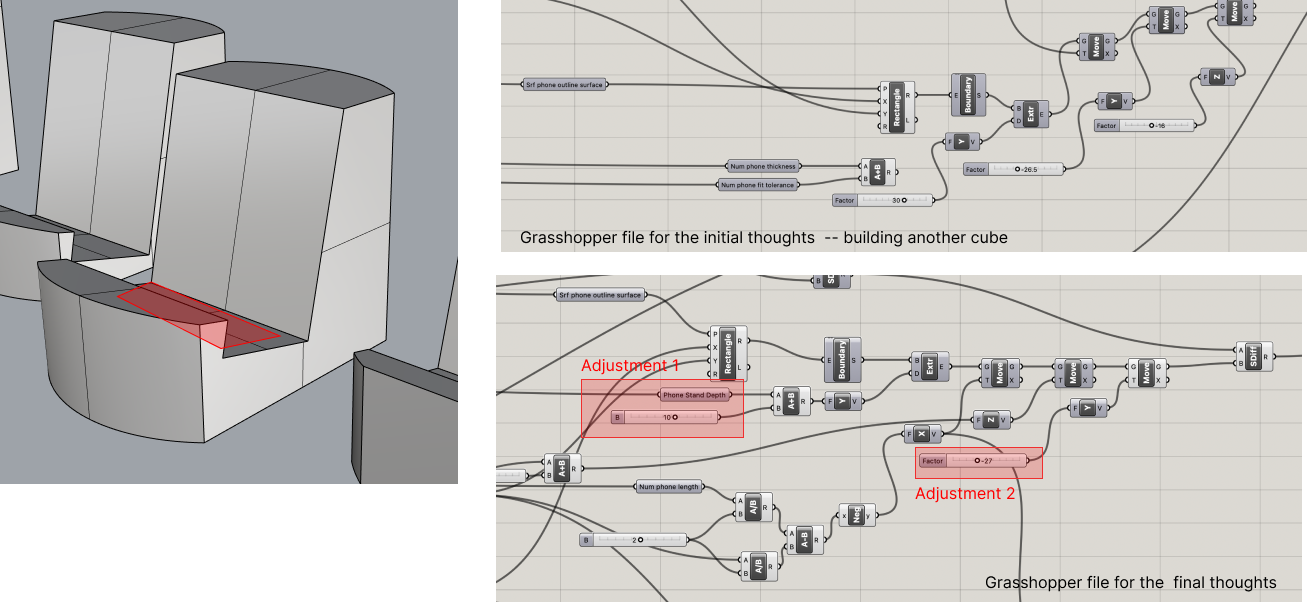 G G
T X
Move
G G
T X
Move
G G
T X
Move
F Z V
Srf phone outline surface
P
X
Y
R
Rectangle
R
L
E Boundary S
B
D
Extr
E
F Y V
Factor -16
F Y V
Num phone thickness
Num phone fit tolerance
A
B
A+B
R
Factor -26.5
Factor 30
Grasshopper file for the initial thoughts -- building another cube
B
Srf phone outline surface
P
X
Y
R
Rectangle
R
L
E Boundary S
B
D
Extr
E
G G
T X
Move
G G
T X
Move
G G
T X
Move
A
B
SDiff
R
Adjustment 1
Phone Stand Depth
B 10
A
B
A+B
R
F Y V
F Y V
F Z V
F X V
Factor -27
Adjustment 2
A
B
A+B
R
Num phone length
A
B
A/B
R
B 2
A
B
A-B
R
x Neg y
A
B
A/B
R
Grasshopper file for the final thoughts